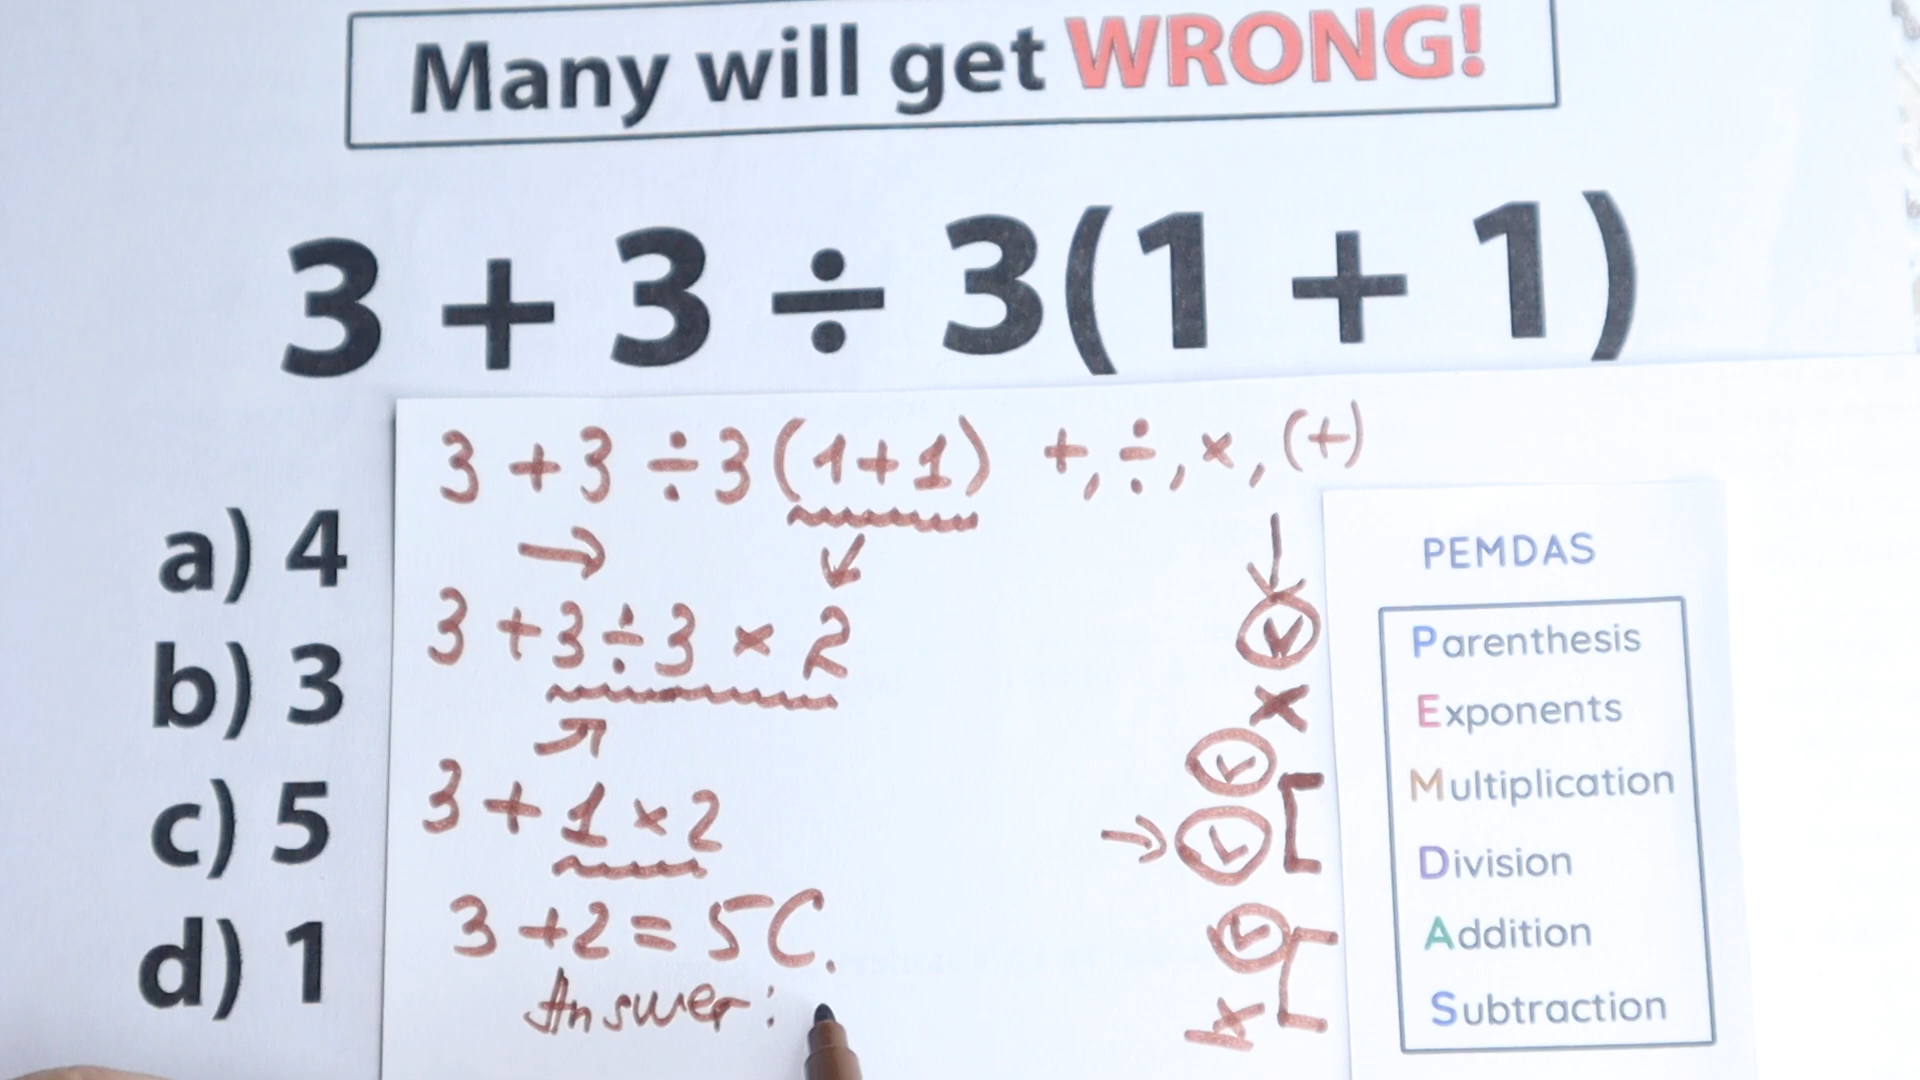 Many will get WRONG!
3 + 3 ÷ 3(1 + 1)
a) 4
b) 3
c) 5
d) 1
3 + 3 ÷ 3 (1+1) +, ÷, ×, (+)
3 + 3 ÷ 3 × 2
3 + 1 × 2
3 + 2 = 5 C.
Answer:
PEMDAS
Parenthesis
Exponents
Multiplication
Division
Addition
Subtraction